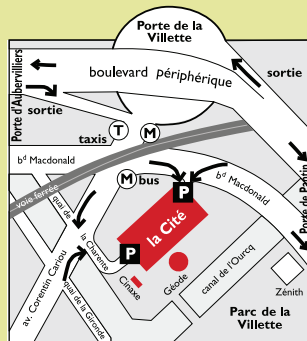 Porte de la
Villette
boulevard périphérique
sortie
Porte d'Aubervilliers
sortie
taxis
T
M
bd Macdonald
voie ferrée
M
bus
P
bd Macdonald
Porte de Pantin
quai de
la Charente
la Cité
P
av. Corentin Cariou
quai de la Gironde
Cinaxe
Géode
canal de l'Ourcq
Zénith
Parc de la
Villette